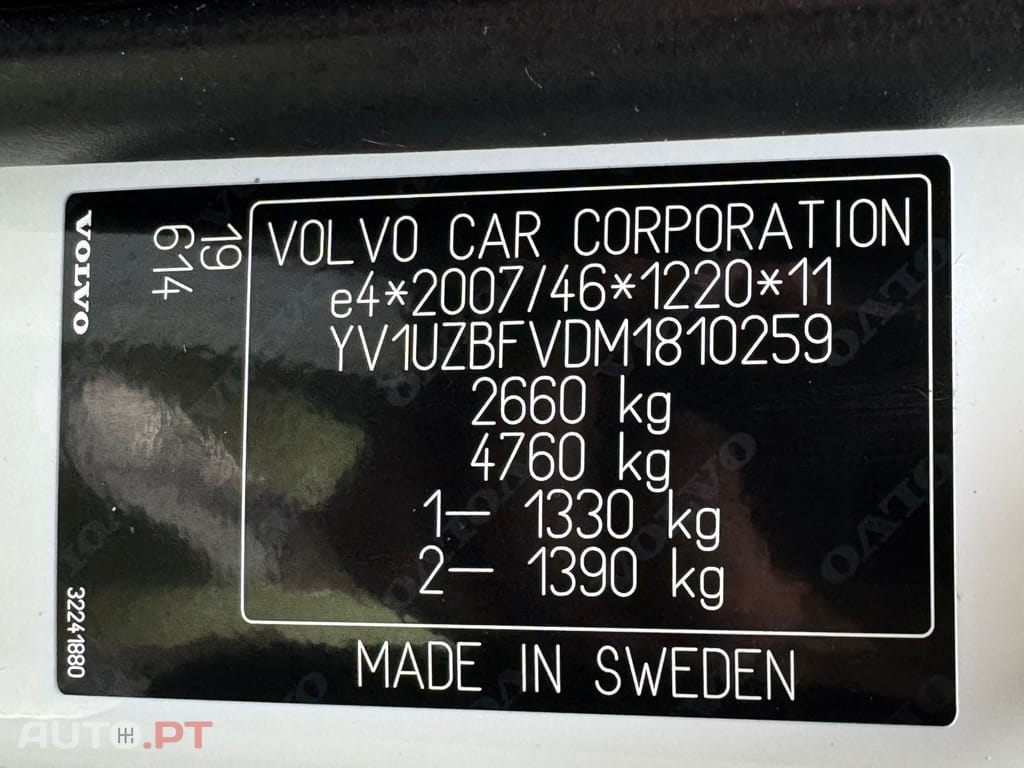 VOLVO
19
614
32241880
VOLVO CAR CORPORATION
e4*2007/46*1220*11
YV1UZBFVDM1810259
2660 kg
4760 kg
1– 1330 kg
2– 1390 kg
MADE IN SWEDEN
AUTO.PT